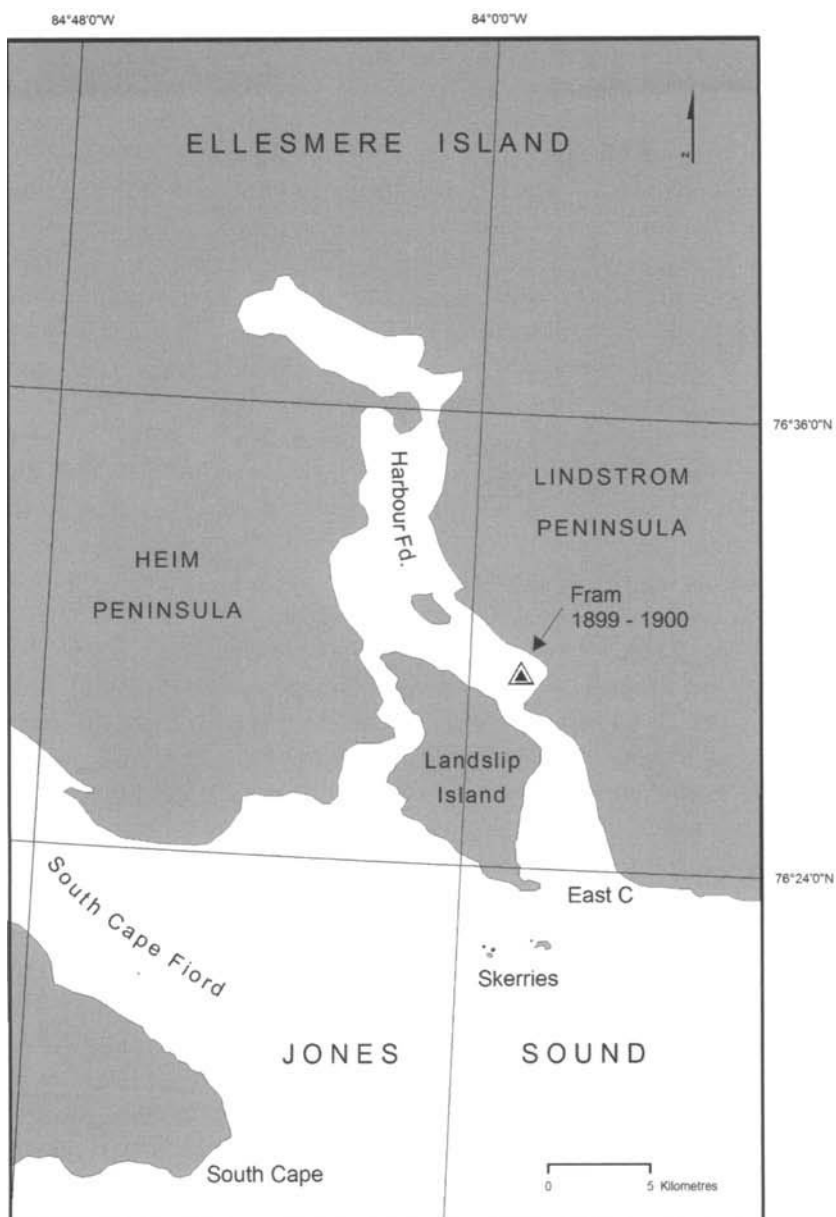 84°48'0"W
84°0'0"W
ELLESMERE ISLAND
N
76°36'0"N
Harbour Fd.
LINDSTROM
PENINSULA
HEIM
PENINSULA
Fram
1899 - 1900
Landslip
Island
76°24'0"N
East C
South Cape Fiord
Skerries
JONES SOUND
South Cape
0 5 Kilometres